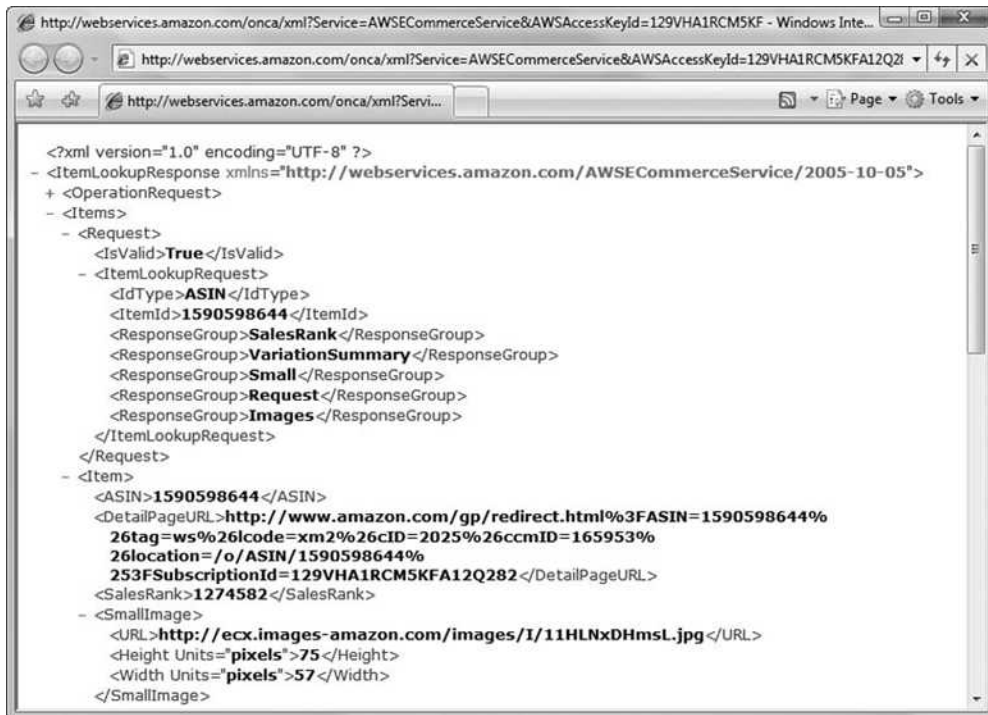 http://webservices.amazon.com/onca/xml?Service=AWSECommerceService&AWSAccessKeyId=129VHA1RCM5KF - Windows Inte...
http://webservices.amazon.com/onca/xml?Service=AWSECommerceService&AWSAccessKeyId=129VHA1RCM5KFA12Q28
http://webservices.amazon.com/onca/xml?Servi...
Page
Tools
<?xml version="1.0" encoding="UTF-8" ?>
- <ItemLookupResponse xmlns="http://webservices.amazon.com/AWSECommerceService/2005-10-05">
+ <OperationRequest>
- <Items>
- <Request>
<IsValid>True</IsValid>
- <ItemLookupRequest>
<IdType>ASIN</IdType>
<ItemId>1590598644</ItemId>
<ResponseGroup>SalesRank</ResponseGroup>
<ResponseGroup>VariationSummary</ResponseGroup>
<ResponseGroup>Small</ResponseGroup>
<ResponseGroup>Request</ResponseGroup>
<ResponseGroup>Images</ResponseGroup>
</ItemLookupRequest>
</Request>
- <Item>
<ASIN>1590598644</ASIN>
<DetailPageURL>http://www.amazon.com/gp/redirect.html%3FASIN=1590598644%
26tag=ws%26lcode=xm2%26cID=2025%26ccmID=165953%
26location=/o/ASIN/1590598644%
253FSubscriptionId=129VHA1RCM5KFA12Q282</DetailPageURL>
<SalesRank>1274582</SalesRank>
- <SmallImage>
<URL>http://ecx.images-amazon.com/images/I/11HLNxDHmsL.jpg</URL>
<Height Units="pixels">75</Height>
<Width Units="pixels">57</Width>
</SmallImage>